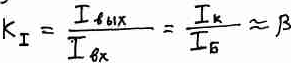 K_I = I_вых / I_вх = I_к / I_Б ≈ β